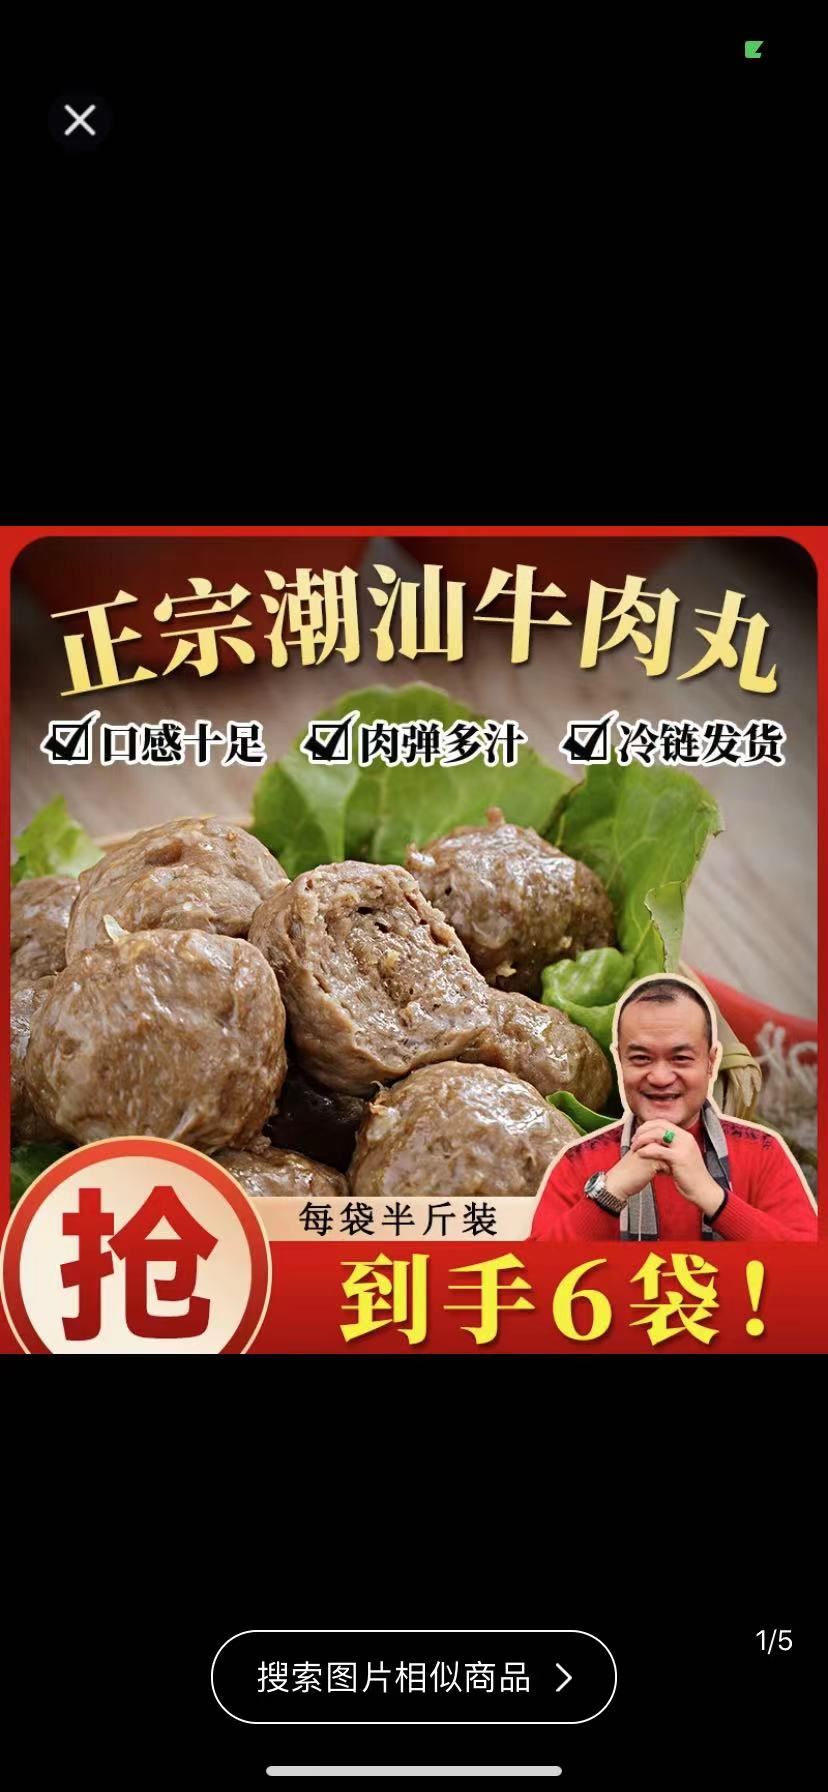 正宗潮汕牛肉丸
口感十足 肉弹多汁 冷链发货
每袋半斤装
抢
到手6袋!
1/5
搜索图片相似商品